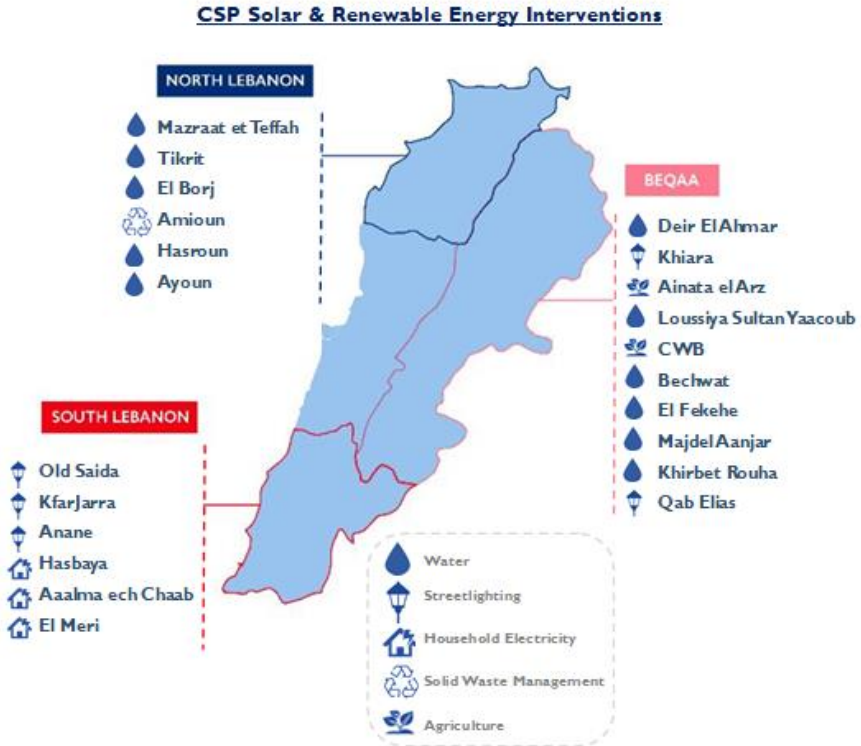 CSP Solar & Renewable Energy Interventions
NORTH LEBANON
Mazraat et Teffah
Tikrit
El Borj
Amioun
Hasroun
Ayoun
BEQAA
Deir El Ahmar
Khiara
Ainata el Arz
Loussiya Sultan Yaacoub
CWB
Bechwat
El Fekehe
Majdel Aanjar
Khirbet Rouha
Qab Elias
SOUTH LEBANON
Old Saida
Kfar Jarra
Anane
Hasbaya
Aaalma ech Chaab
El Meri
Water
Streetlighting
Household Electricity
Solid Waste Management
Agriculture